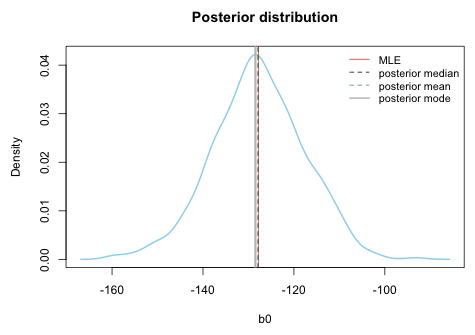 Posterior distribution
MLE
posterior median
posterior mean
posterior mode
Density
0.04
0.03
0.02
0.01
0.00
-160 -140 -120 -100
b0